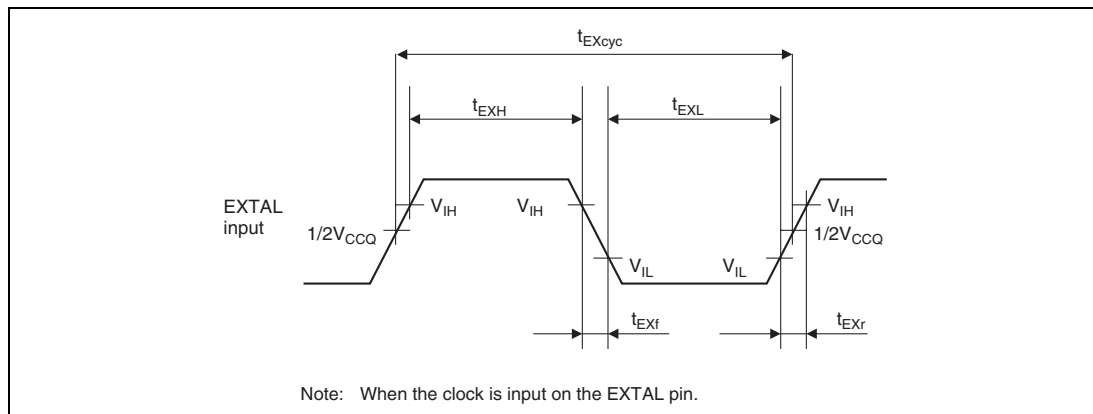 tEXcyc
tEXH
tEXL
EXTAL
input
VIH
VIH
VIH
1/2VCCQ
1/2VCCQ
VIL
VIL
tEXf
tEXr
Note: When the clock is input on the EXTAL pin.